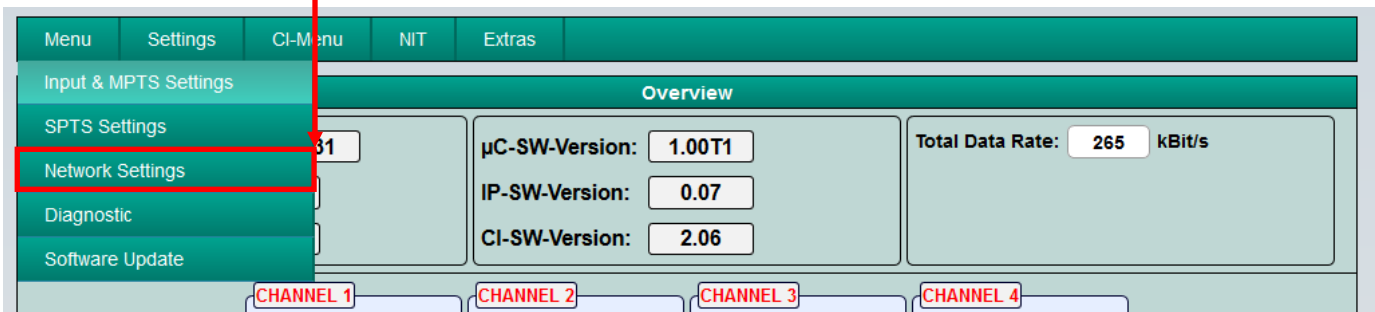 Menu Settings CI-Menu NIT Extras
Input & MPTS Settings
Overview
SPTS Settings
Network Settings
Diagnostic
Software Update
µC-SW-Version: 1.00T1
IP-SW-Version: 0.07
CI-SW-Version: 2.06
Total Data Rate: 265 kBit/s
CHANNEL 1 CHANNEL 2 CHANNEL 3 CHANNEL 4